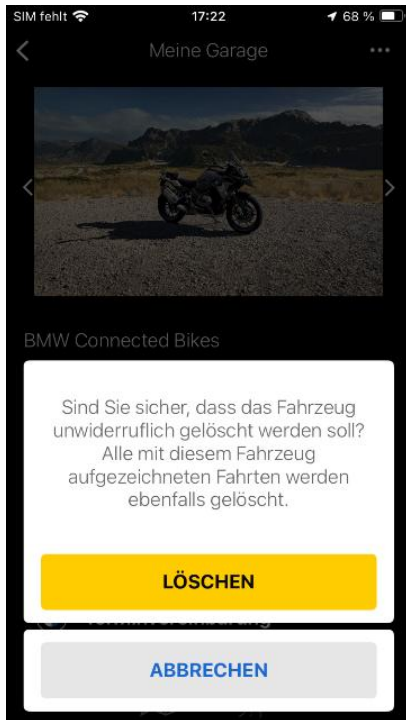 SIM fehlt 17:22 68 %
Meine Garage
BMW Connected Bikes
Sind Sie sicher, dass das Fahrzeug
unwiderruflich gelöscht werden soll?
Alle mit diesem Fahrzeug
aufgezeichneten Fahrten werden
ebenfalls gelöscht.
LÖSCHEN
Terminvereinbarung
ABBRECHEN